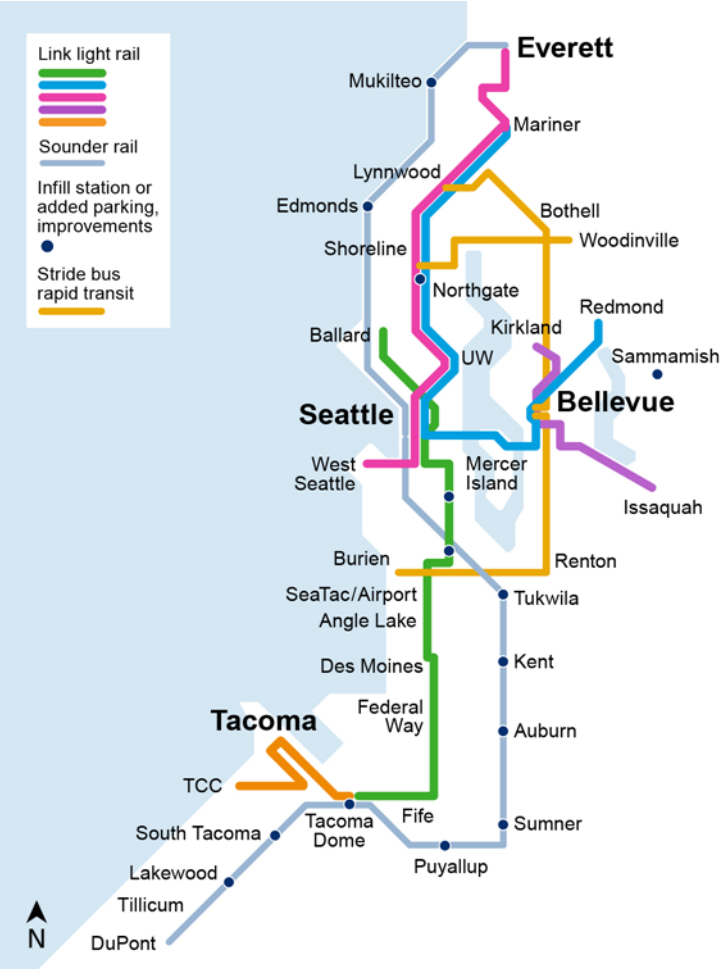 Link light rail
Sounder rail
Infill station or
added parking,
improvements
Stride bus
rapid transit
Everett
Mukilteo
Mariner
Lynnwood
Edmonds
Bothell
Shoreline
Woodinville
Northgate
Redmond
Kirkland
Ballard
UW
Sammamish
Bellevue
Seattle
West
Seattle
Mercer
Island
Issaquah
Burien
Renton
SeaTac/Airport
Tukwila
Angle Lake
Des Moines
Kent
Federal
Way
Tacoma
Auburn
TCC
Fife
Tacoma
Dome
Sumner
South Tacoma
Puyallup
Lakewood
Tillicum
DuPont
N